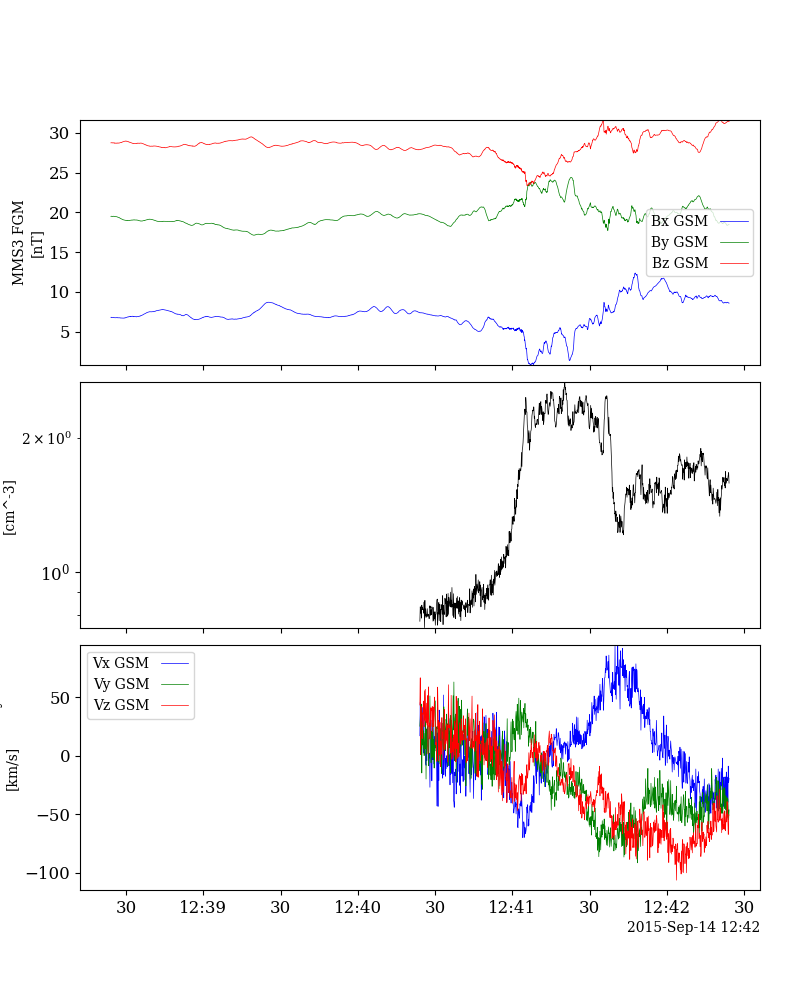 MMS3 FGM
[nT]
30
25
20
15
10
5
Bx GSM
By GSM
Bz GSM
[cm^-3]
2 × 10⁰
10⁰
[km/s]
50
0
−50
−100
Vx GSM
Vy GSM
Vz GSM
30 12:39 30 12:40 30 12:41 30 12:42 30
2015-Sep-14 12:42